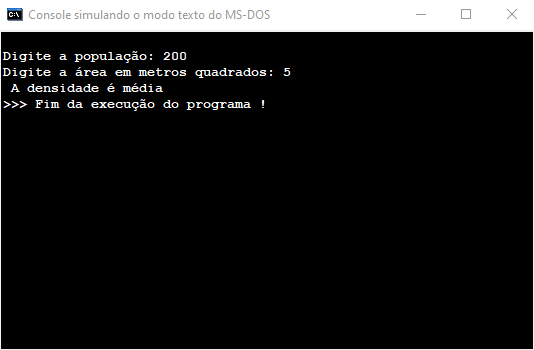 Console simulando o modo texto do MS-DOS
Digite a população: 200
Digite a área em metros quadrados: 5
A densidade é média
>>> Fim da execução do programa !